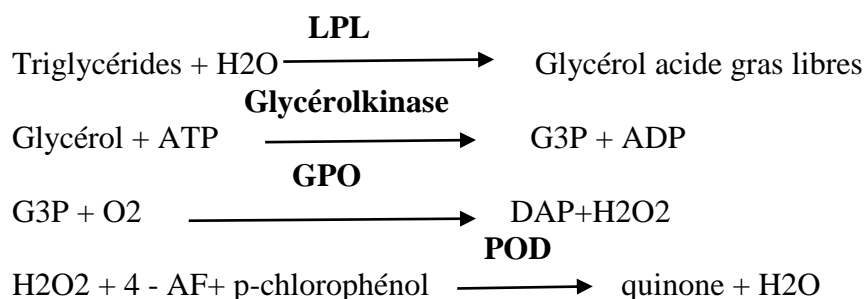 LPL
Triglycérides + H2O Glycérol acide gras libres
Glycérolkinase
Glycérol + ATP G3P + ADP
GPO
G3P + O2 DAP+H2O2
POD
H2O2 + 4 - AF+ p-chlorophénol quinone + H2O